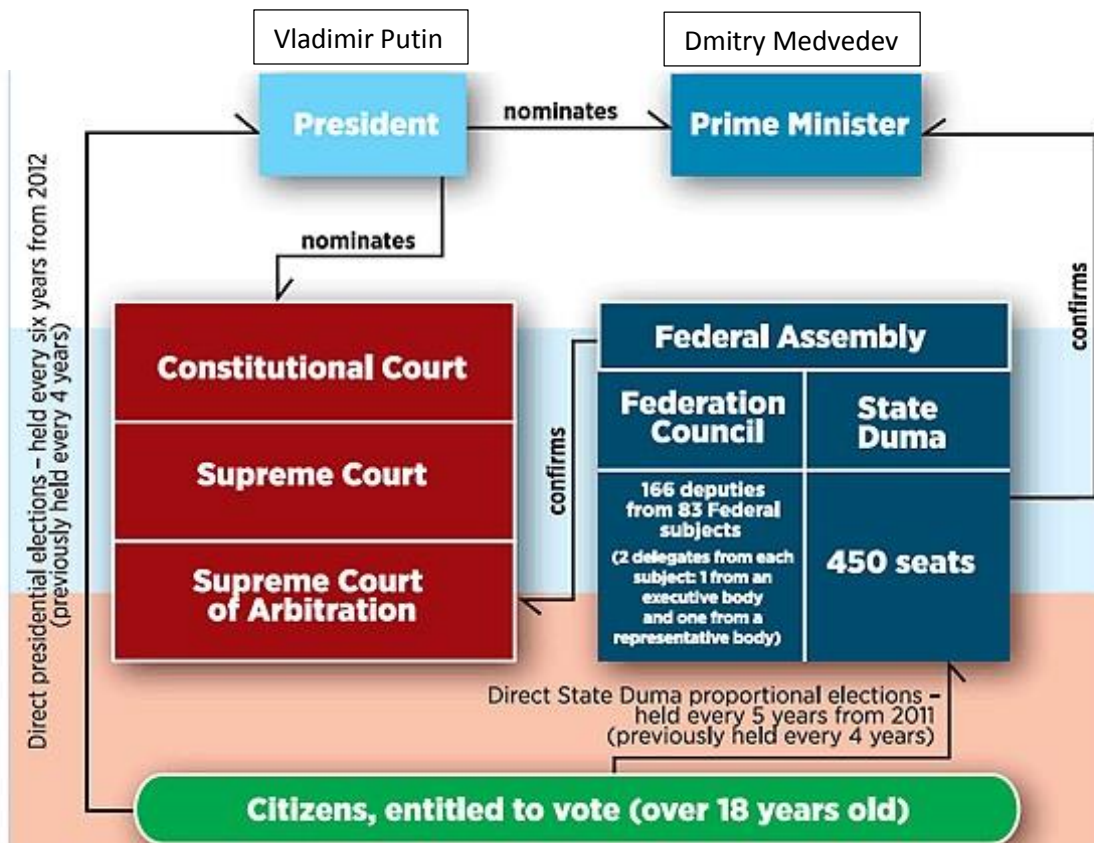 Vladimir Putin
Dmitry Medvedev
President
nominates
Prime Minister
nominates
Direct presidential elections – held every six years from 2012
(previously held every 4 years)
Constitutional Court
Supreme Court
Supreme Court
of Arbitration
confirms
Federal Assembly
Federation
Council
State
Duma
166 deputies
from 83 Federal
subjects
(2 delegates from each
subject: 1 from an
executive body
and one from a
representative body)
450 seats
confirms
Direct State Duma proportional elections –
held every 5 years from 2011
(previously held every 4 years)
Citizens, entitled to vote (over 18 years old)